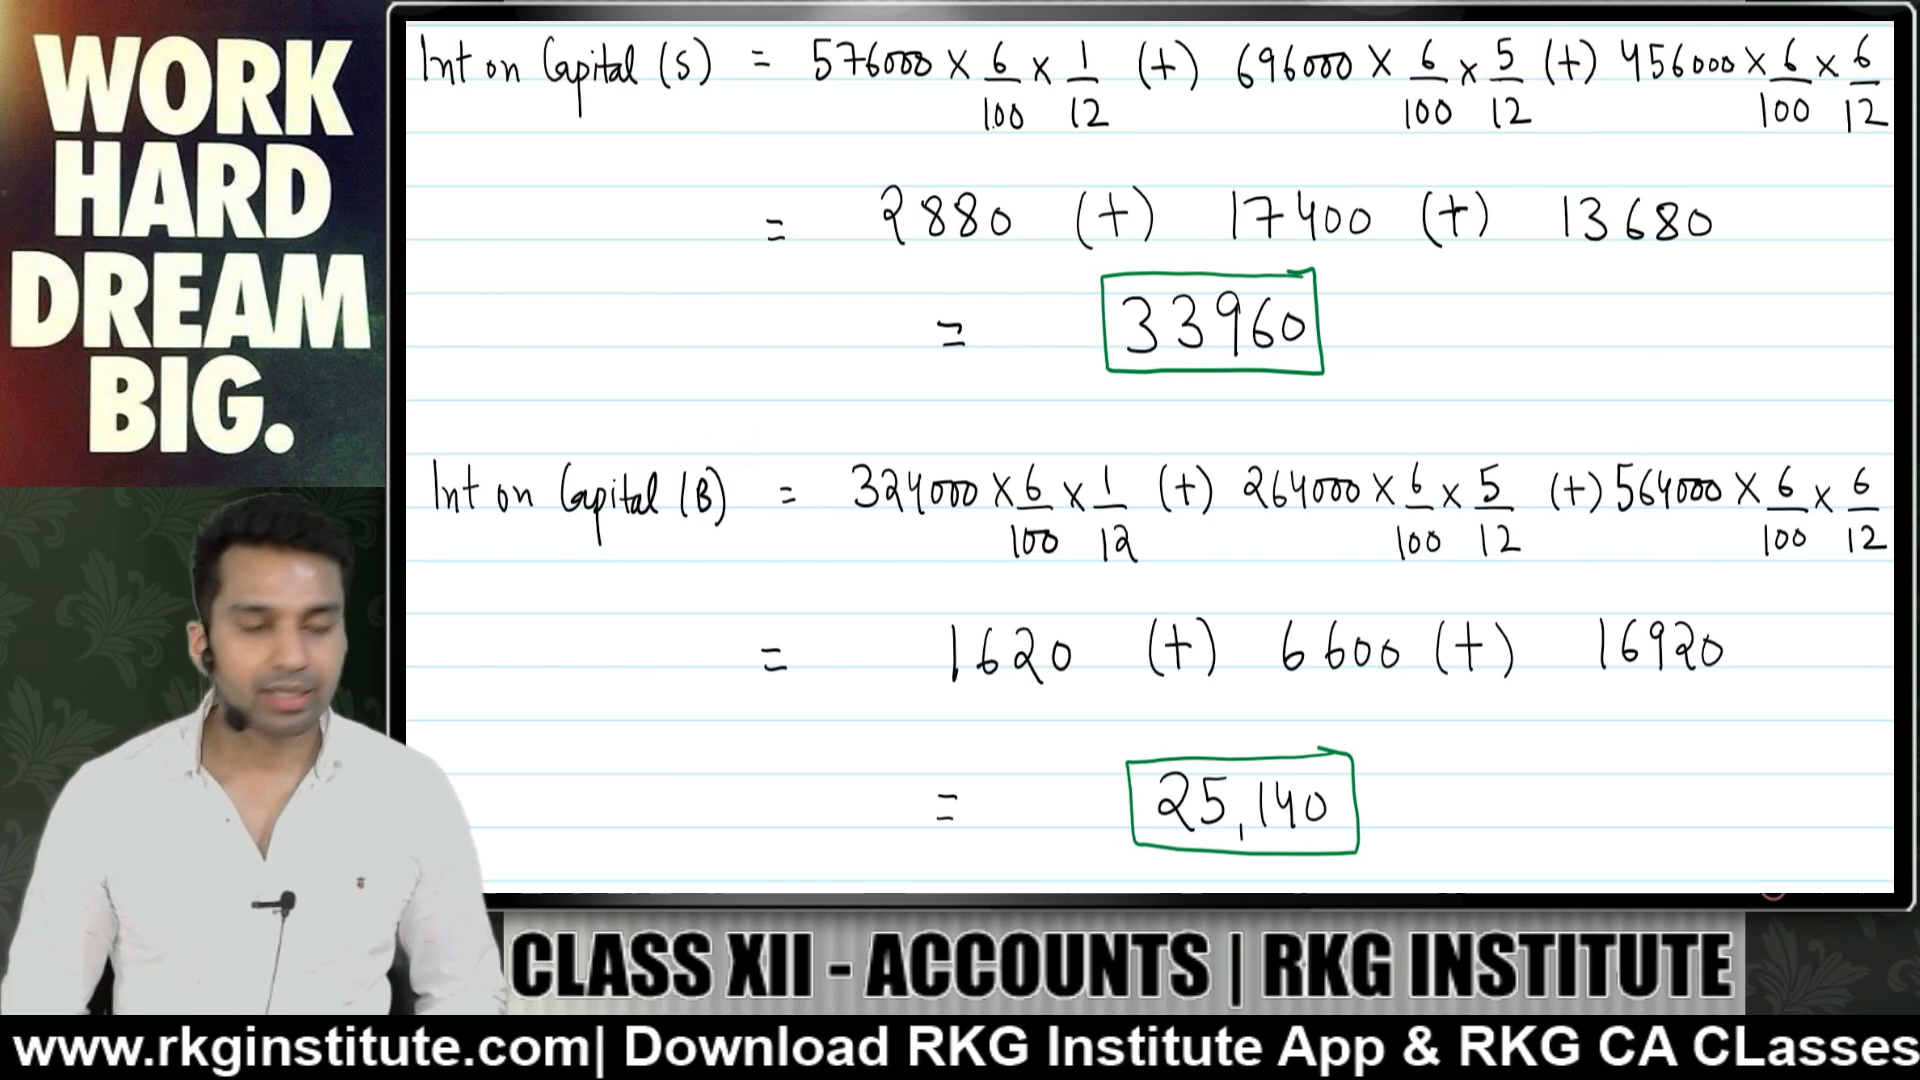 WORK
HARD
DREAM
BIG.
Int on Capital (S) = 576000 × 6/100 × 1/12 (+) 696000 × 6/100 × 5/12 (+) 456000 × 6/100 × 6/12
= 2880 (+) 17400 (+) 13680
= 33960
Int on Capital (B) = 324000 × 6/100 × 1/12 (+) 264000 × 6/100 × 5/12 (+) 564000 × 6/100 × 6/12
= 1620 (+) 6600 (+) 16920
= 25,140
CLASS XII - ACCOUNTS | RKG INSTITUTE
www.rkginstitute.com| Download RKG Institute App & RKG CA CLasses